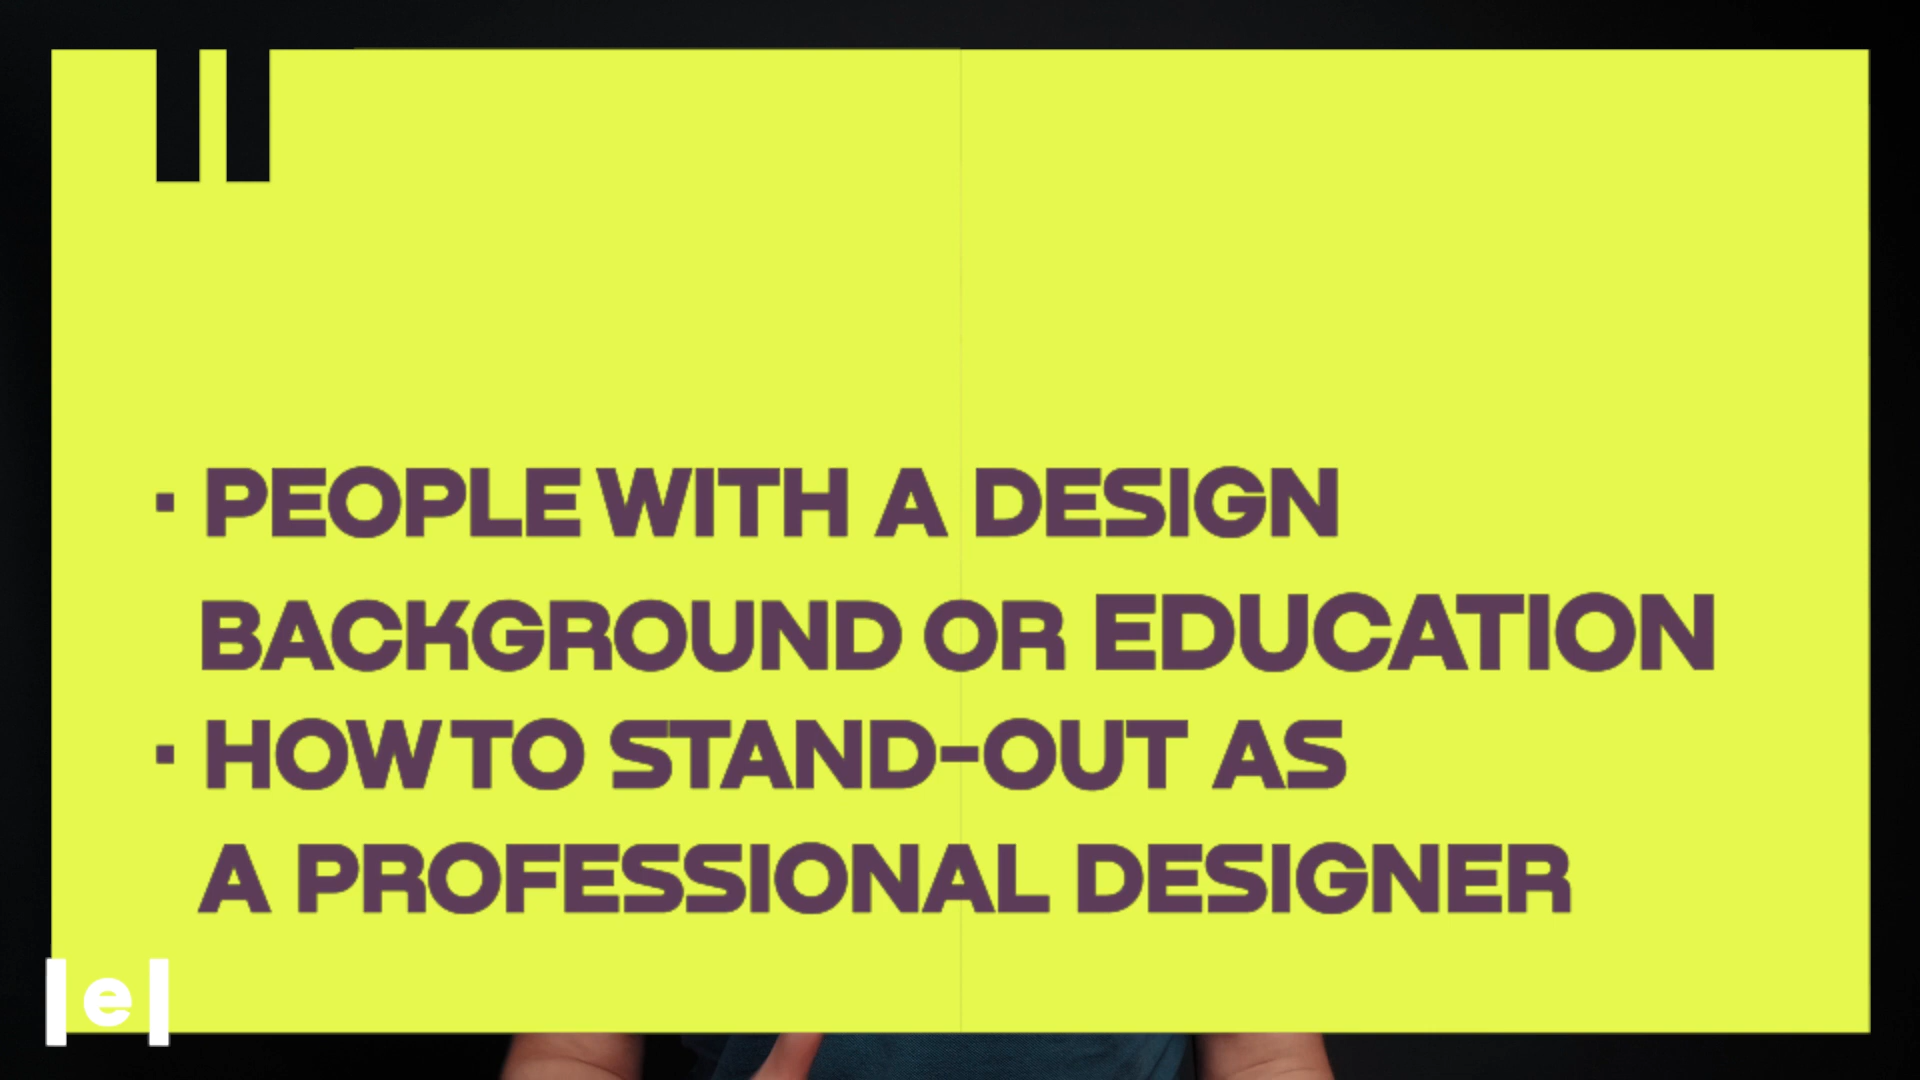 · PEOPLE WITH A DESIGN
BACKGROUND OR EDUCATION
· HOW TO STAND-OUT AS
A PROFESSIONAL DESIGNER
|e|